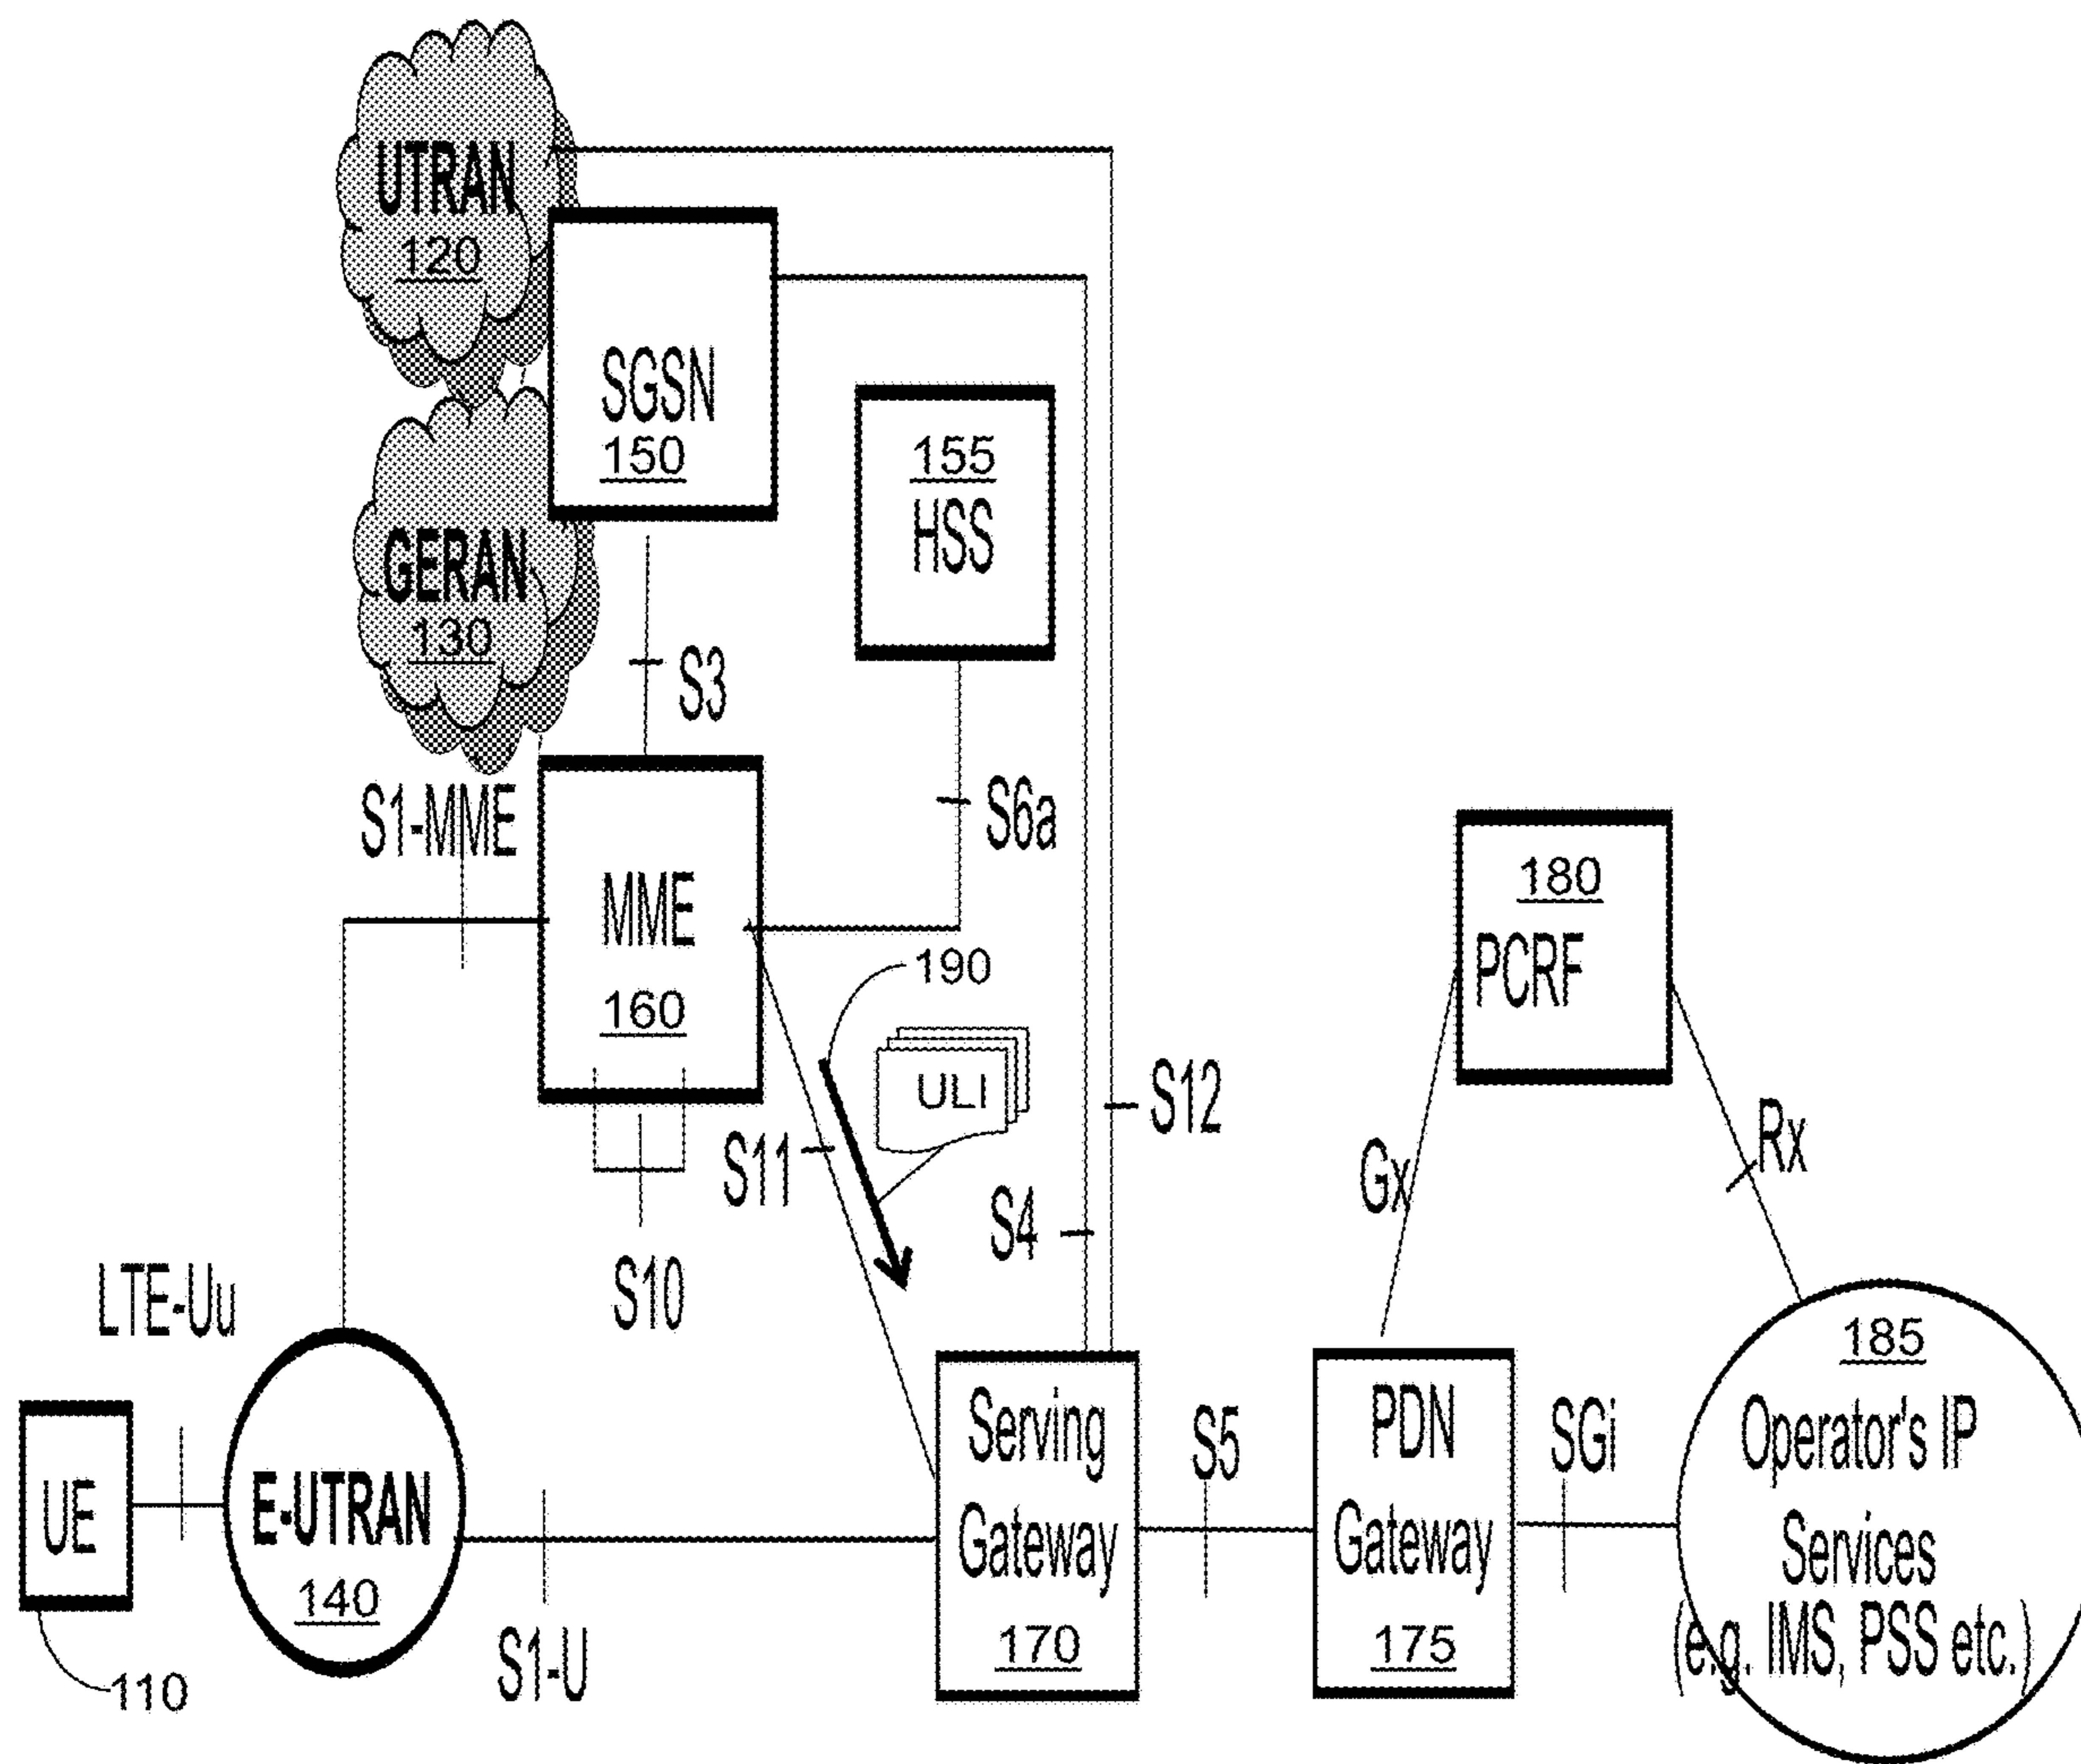 UTRAN
120
SGSN
150
155
HSS
GERAN
130
S3
S1-MME
S6a
MME
160
190
ULI
180
PCRF
S11
S12
S10
S4
Gx
Rx
LTE-Uu
UE
110
E-UTRAN
140
S1-U
Serving
Gateway
170
S5
PDN
Gateway
175
SGi
185
Operator's IP
Services
(e.g. IMS, PSS etc.)